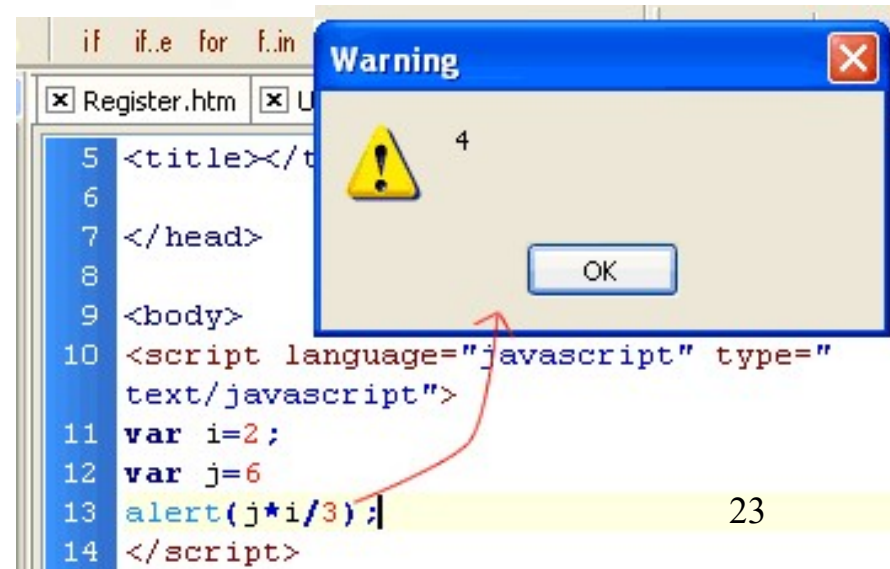 if if..e for f..in
Warning
Register.htm
4
OK
5 <title></t
6
7 </head>
8
9 <body>
10 <script language="javascript" type="
text/javascript">
11 var i=2;
12 var j=6
13 alert(j*i/3);
14 </script>
23